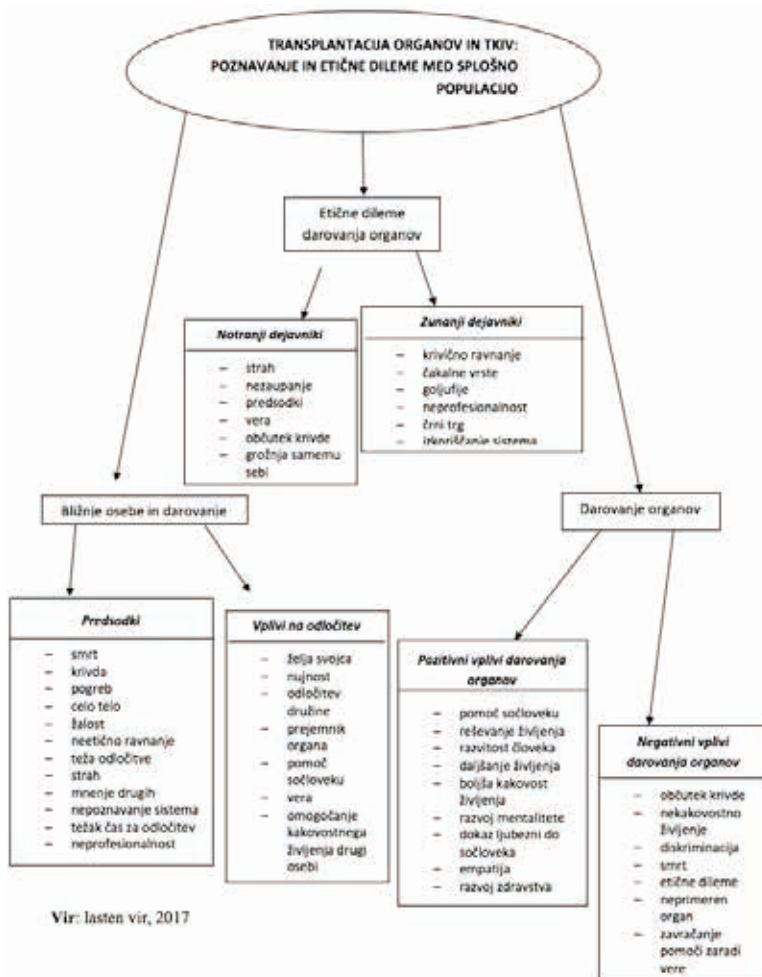 TRANSPLANTACIJA ORGANOV IN TKIV:
POZNAVANJE IN ETIČNE DILEME MED SPLOŠNO
POPULACIJO
Etične dileme
darovanja organov
Notranji dejavniki
– strah
– nezaupanje
– predsodki
– vera
– občutek krivde
– grožnja samemu
sebi
Zunanji dejavniki
– krivično ravnanje
– čakalne vrste
– goljufije
– neprofesionalnost
– črni trg
– izkoriščanje sistema
Bližnje osebe in darovanje
Darovanje organov
Predsodki
– smrt
– krivda
– pogreb
– celo telo
– žalost
– neetično ravnanje
– teža odločitve
– strah
– mnenje drugih
– nepoznavanje sistema
– težak čas za odločitev
– neprofesionalnost
Vplivi na odločitev
– želja svojca
– nujnost
– odločitev
družine
– prejemnik
organa
– pomoč
sočloveku
– vera
– omogočanje
kakovostnega
življenja drugi
osebi
Pozitivni vplivi darovanja
organov
– pomoč sočloveku
– reševanje življenja
– razvitost človeka
– daljšanje življenja
– boljša kakovost
življenja
– razvoj mentalitete
– dokaz ljubezni do
sočloveka
– empatija
– razvoj zdravstva
Negativni vplivi
darovanja organov
– občutek krivde
– nekakovostno
življenje
– diskriminacija
– smrt
– etične dileme
– neprimeren
organ
– zavračanje
pomoči zaradi
vere
Vir: lasten vir, 2017